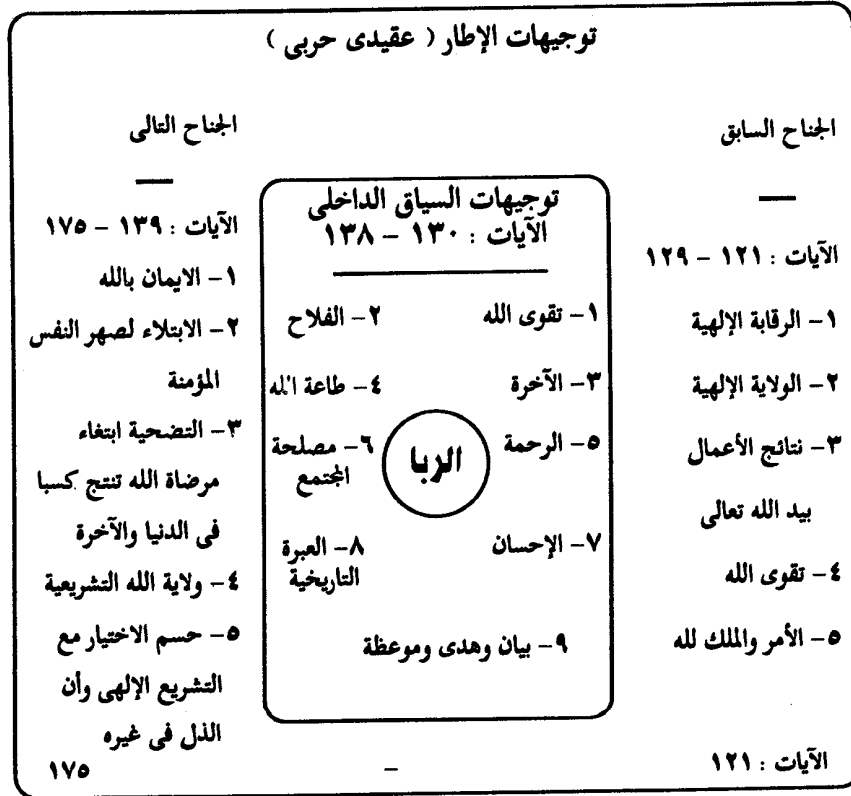 توجيهات الإطار ( عقيدى حربى )
الجناح السابق
الآيات : ١٢١ – ١٢٩
١– الرقابة الإلهية
٢– الولاية الإلهية
٣– نتائج الأعمال
بيد الله تعالى
٤– تقوى الله
٥– الأمر والملك لله
توجيهات السياق الداخلى
الآيات : ١٣٠ – ١٣٨
١– تقوى الله
٢– الفلاح
٣– الآخرة
٤– طاعة الله
٥– الرحمة
٦– مصلحة
المجتمع
الربا
٧– الإحسان
٨– العبرة
التاريخية
٩– بيان وهدى وموعظة
الجناح التالى
الآيات : ١٣٩ – ١٧٥
١– الايمان بالله
٢– الابتلاء لصهر النفس
المؤمنة
٣– التضحية ابتغاء
مرضاة الله تنتج كسبا
فى الدنيا والآخرة
٤– ولاية الله التشريعية
٥– حسم الاختيار مع
التشريع الإلهى وأن
الذل فى غيره
الآيات : ١٢١ – ١٧٥